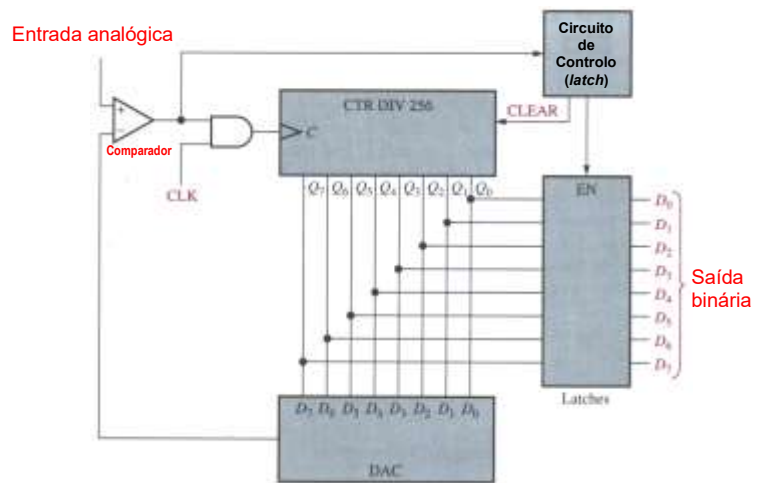 Entrada analógica
Circuito
de
Controlo
(latch)
CTR DIV 256
CLEAR
+
−
Comparador
C
CLK
Q7 Q6 Q5 Q4 Q3 Q2 Q1 Q0
EN
D0
D1
D2
D3
D4
D5
D6
D7
Saída
binária
D7 D6 D5 D4 D3 D2 D1 D0
Latches
DAC